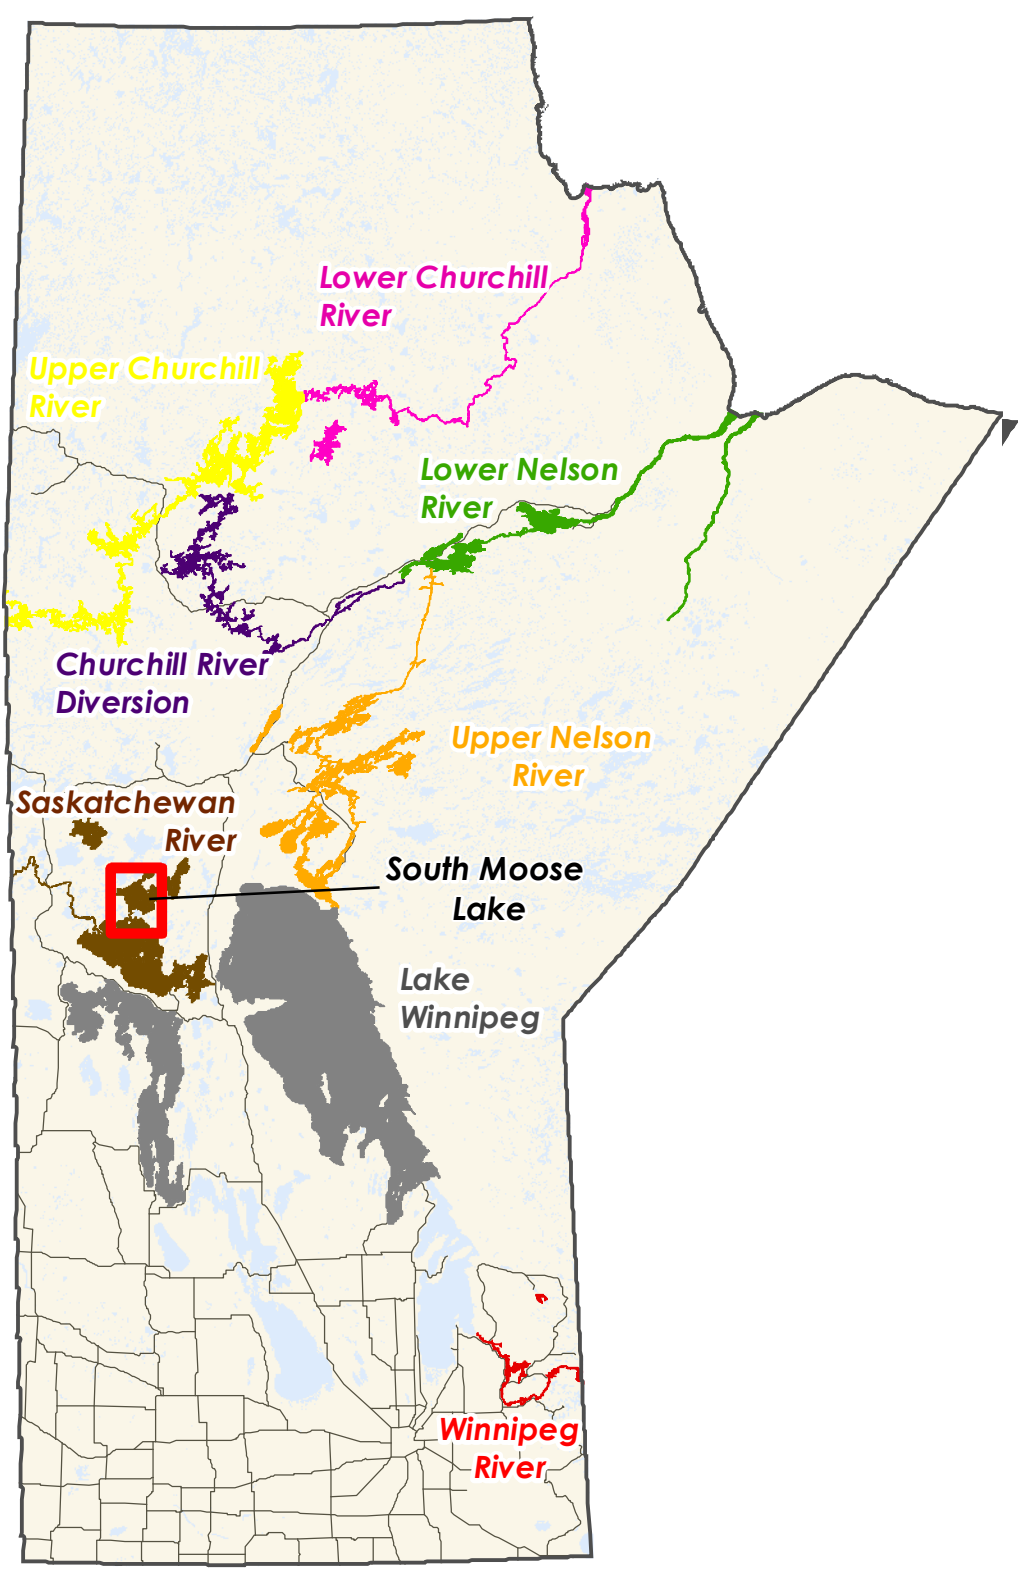 Lower Churchill
River
Upper Churchill
River
Lower Nelson
River
Churchill River
Diversion
Upper Nelson
River
Saskatchewan
River
South Moose
Lake
Lake
Winnipeg
Winnipeg
River